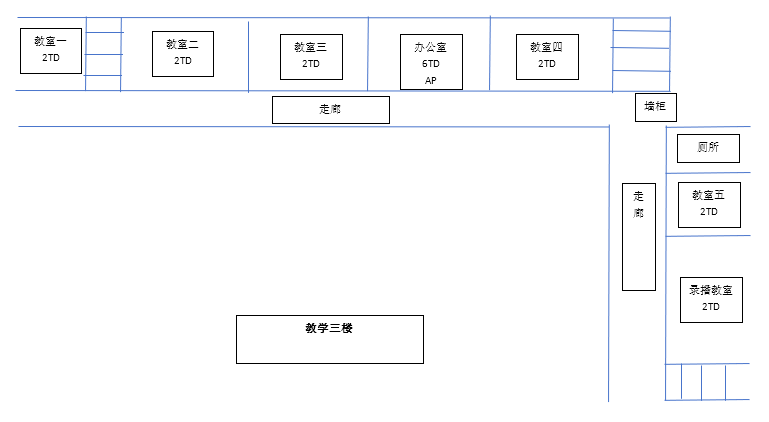 教室一
2TD
教室二
2TD
教室三
2TD
办公室
6TD
AP
教室四
2TD
走廊
墙柜
厕所
教室五
2TD
走
廊
录播教室
2TD
教学三楼